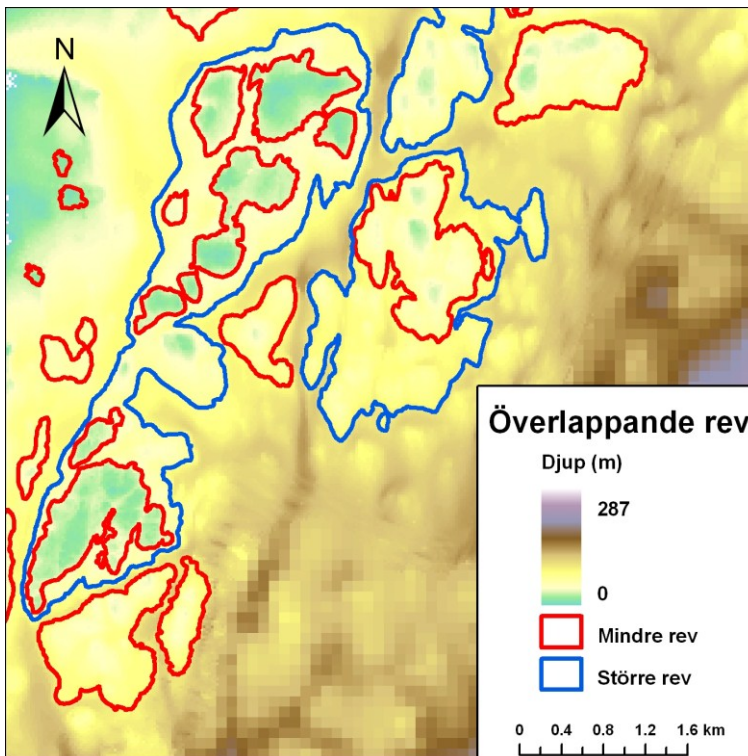 N
Överlappande rev
Djup (m)
287
0
Mindre rev
Större rev
0 0.4 0.8 1.2 1.6 km